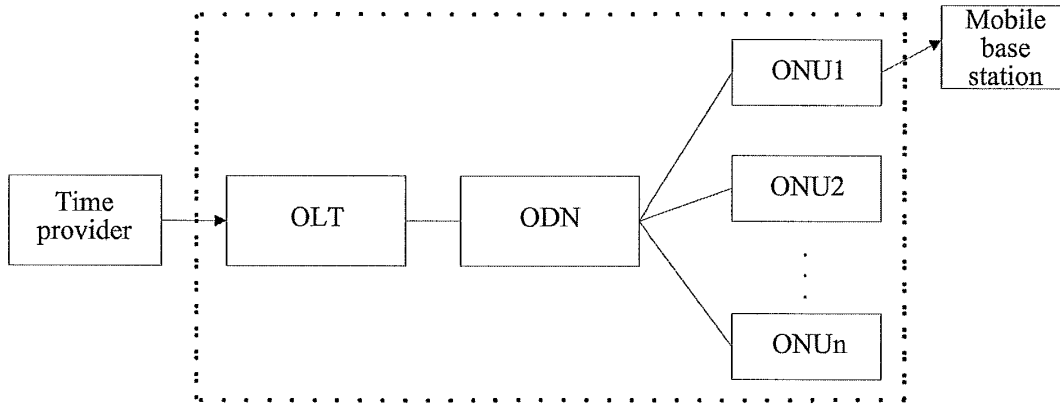 Mobile
base
station
ONU1
ONU2
Time
provider
OLT
ODN
ONUn